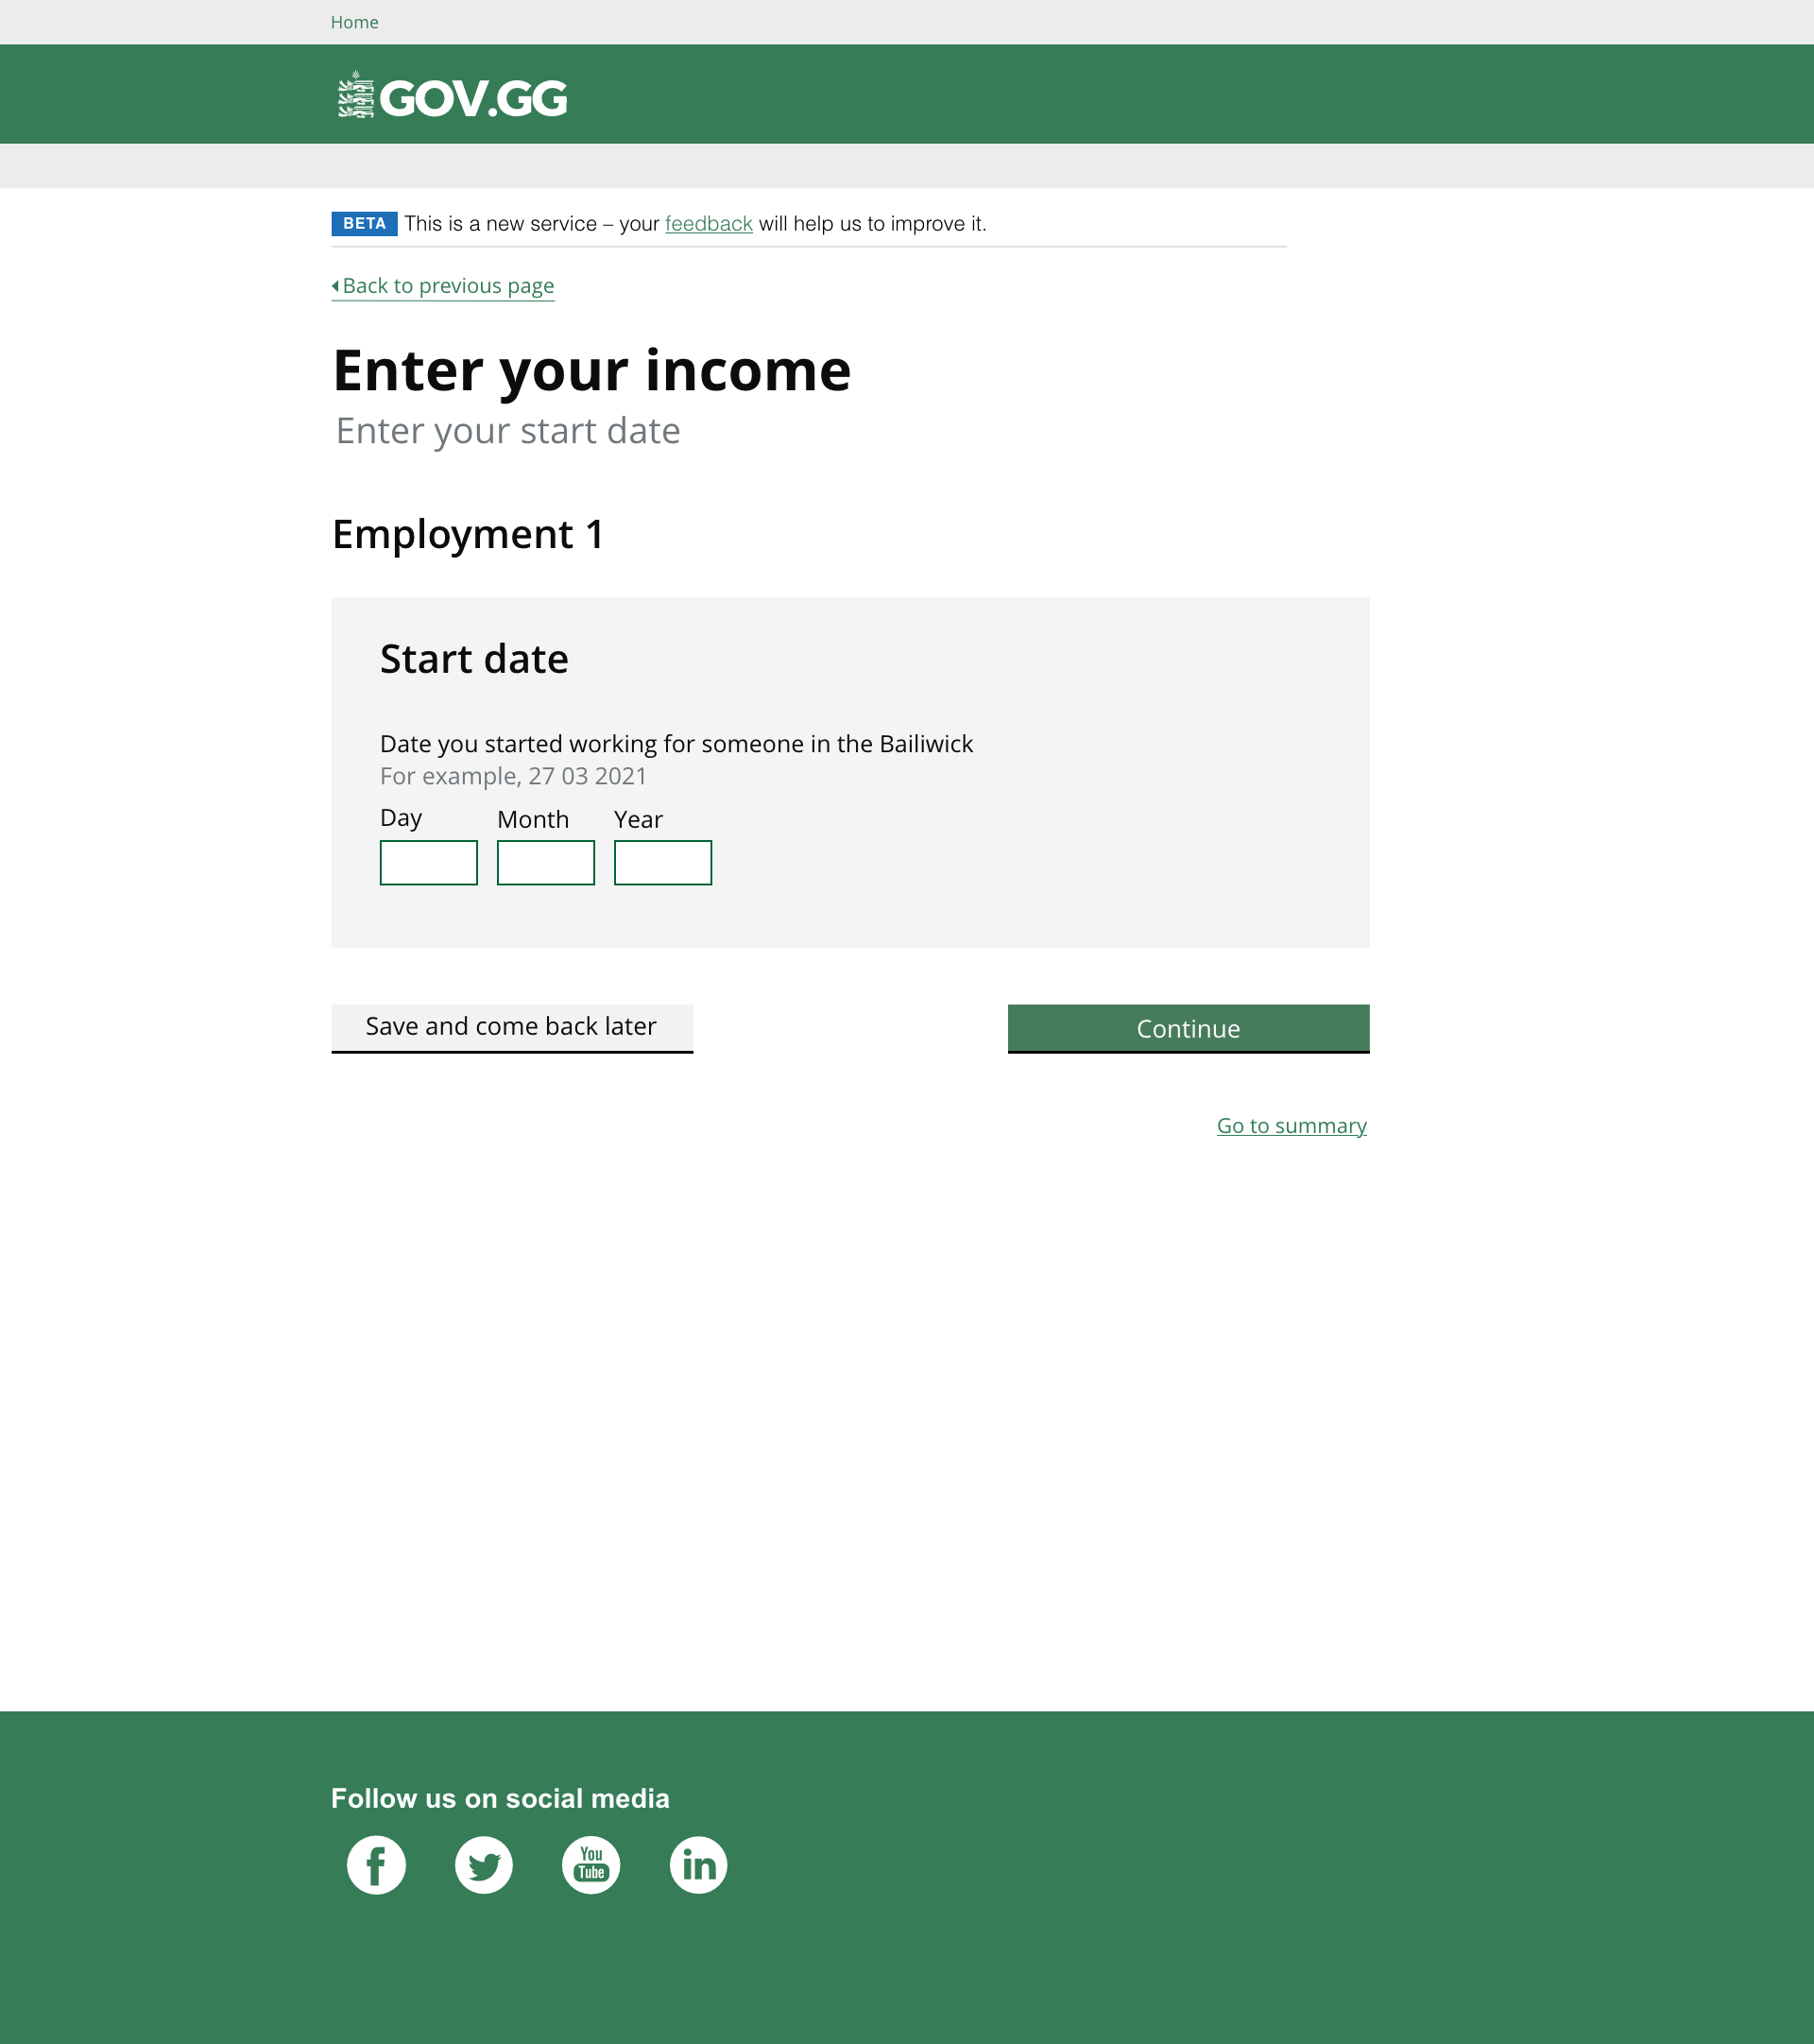 Home
GOV.GG
BETA This is a new service – your feedback will help us to improve it.
Back to previous page
Enter your income
Enter your start date
Employment 1
Start date
Date you started working for someone in the Bailiwick
For example, 27 03 2021
Day Month Year
Save and come back later Continue
Go to summary
Follow us on social media
You
Tube
in